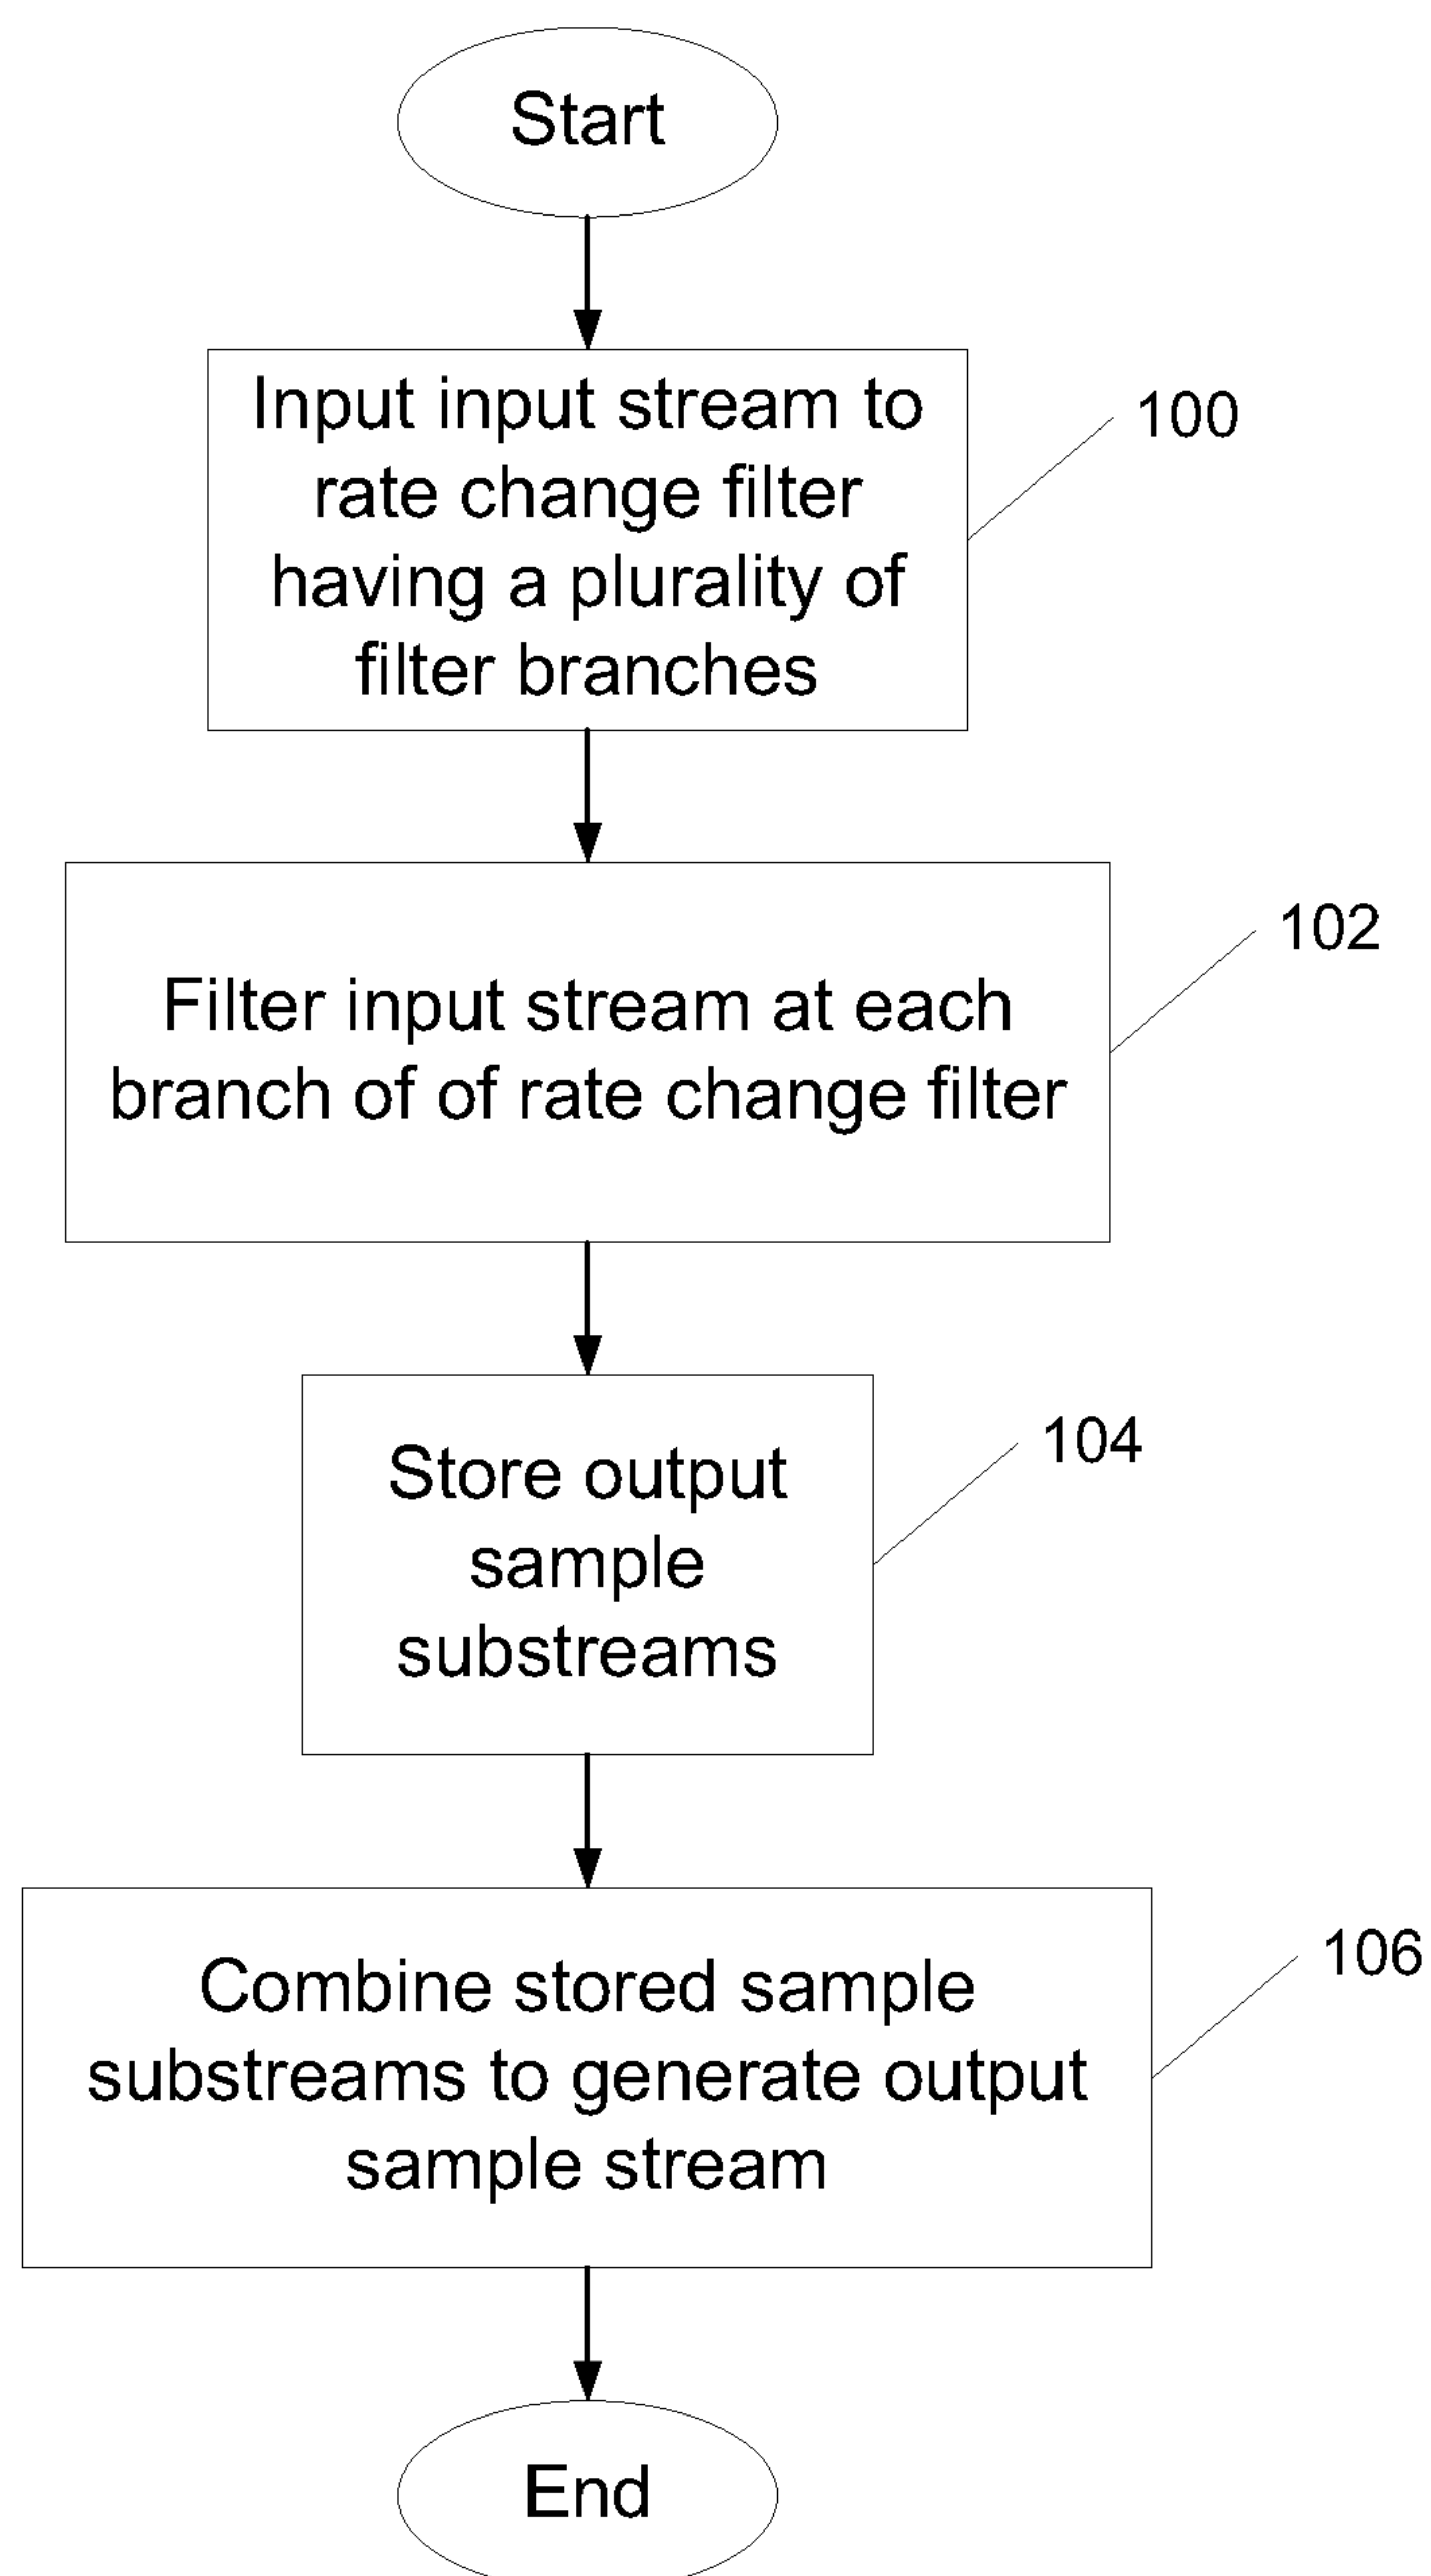 Start
Input input stream to
rate change filter
having a plurality of
filter branches
100
Filter input stream at each
branch of of rate change filter
102
Store output
sample
substreams
104
Combine stored sample
substreams to generate output
sample stream
106
End